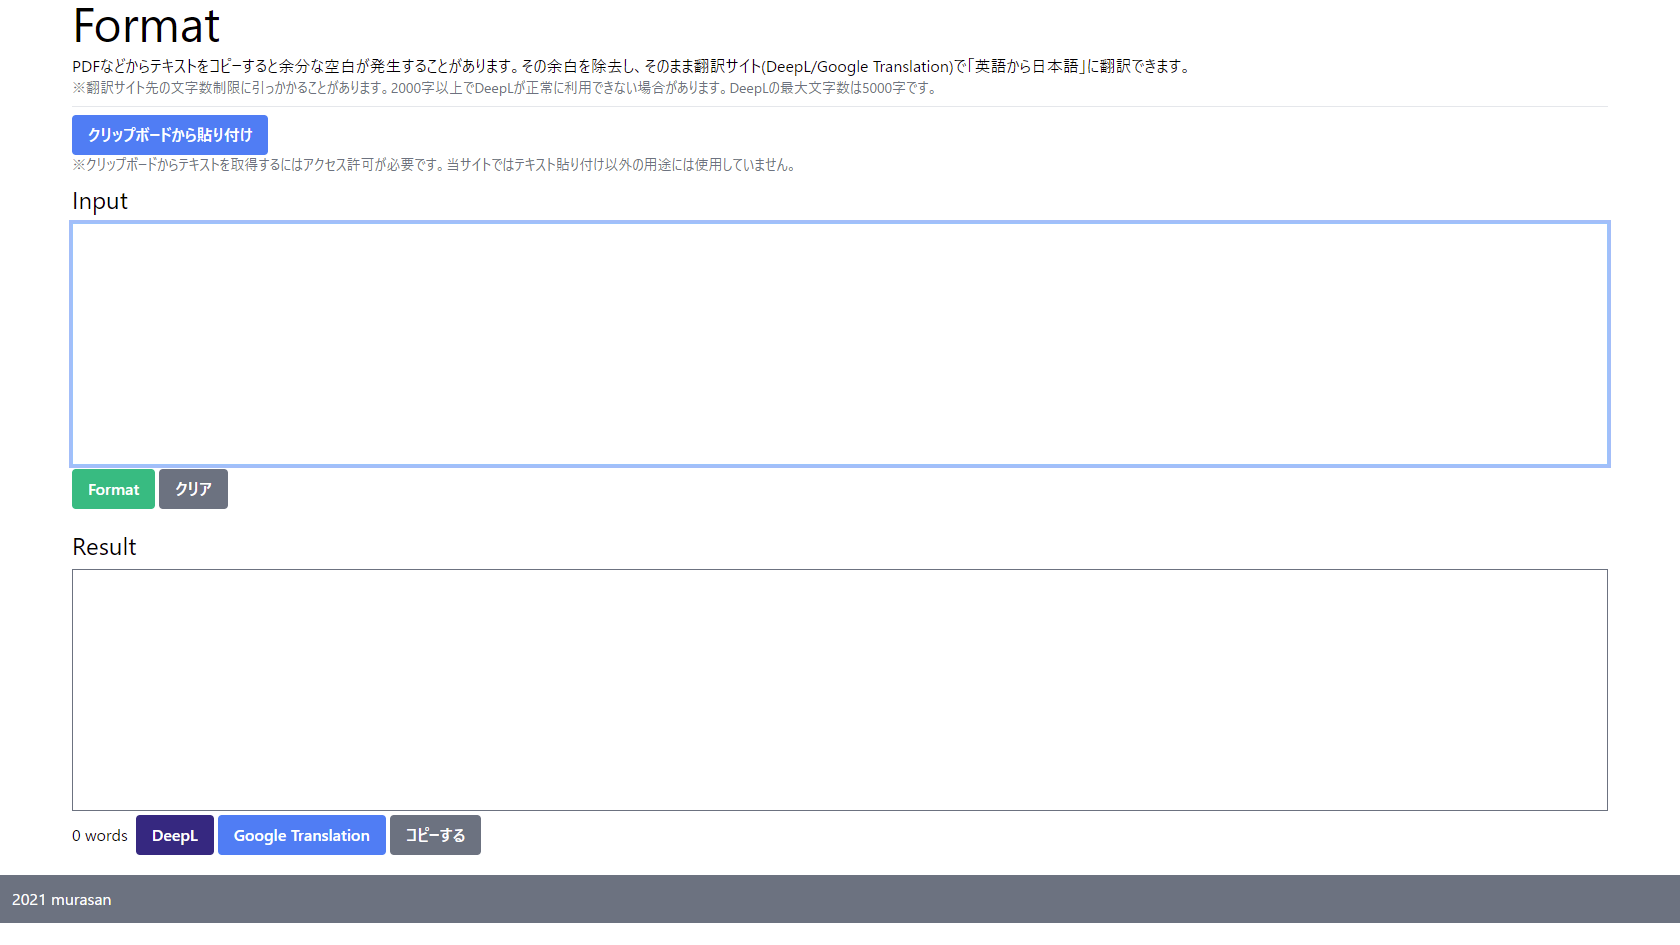 Format
PDFなどからテキストをコピーすると余分な空白が発生することがあります。その余白を除去し、そのまま翻訳サイト(DeepL/Google Translation)で「英語から日本語」に翻訳できます。
※翻訳サイト先の文字数制限に引っかかることがあります。2000字以上でDeepLが正常に利用できない場合があります。DeepLの最大文字数は5000字です。
クリップボードから貼り付け
※クリップボードからテキストを取得するにはアクセス許可が必要です。当サイトではテキスト貼り付け以外の用途には使用していません。
Input
Format クリア
Result
0 words DeepL Google Translation コピーする
2021 murasan